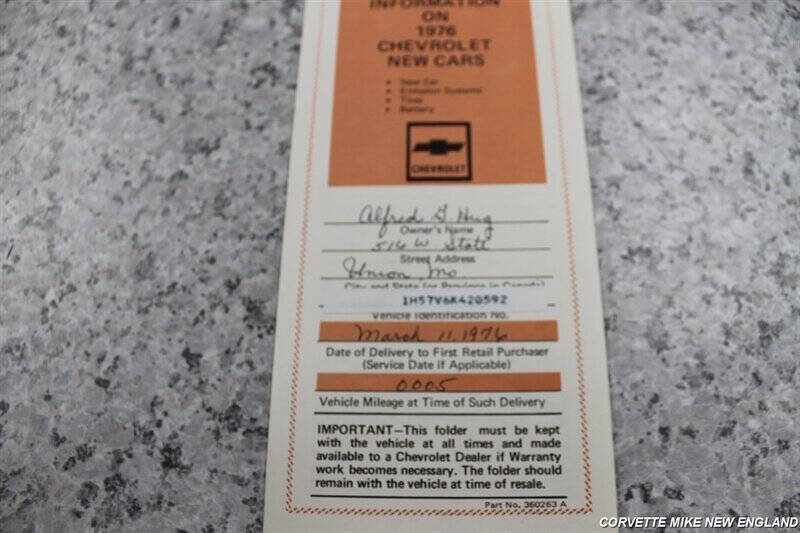 INFORMATION
ON
1976
CHEVROLET
NEW CARS
• New Car
• Emission Systems
• Tires
• Battery
CHEVROLET
Alfred G. Hug
Owner's Name
516 W. State
Street Address
Union, Mo
City and State (or Province in Canada)
1H57V6K420592
Vehicle Identification No.
March 11, 1976
Date of Delivery to First Retail Purchaser
(Service Date if Applicable)
0005
Vehicle Mileage at Time of Such Delivery
IMPORTANT—This folder must be kept
with the vehicle at all times and made
available to a Chevrolet Dealer if Warranty
work becomes necessary. The folder should
remain with the vehicle at time of resale.
Part No. 360263 A
CORVETTE MIKE NEW ENGLAND